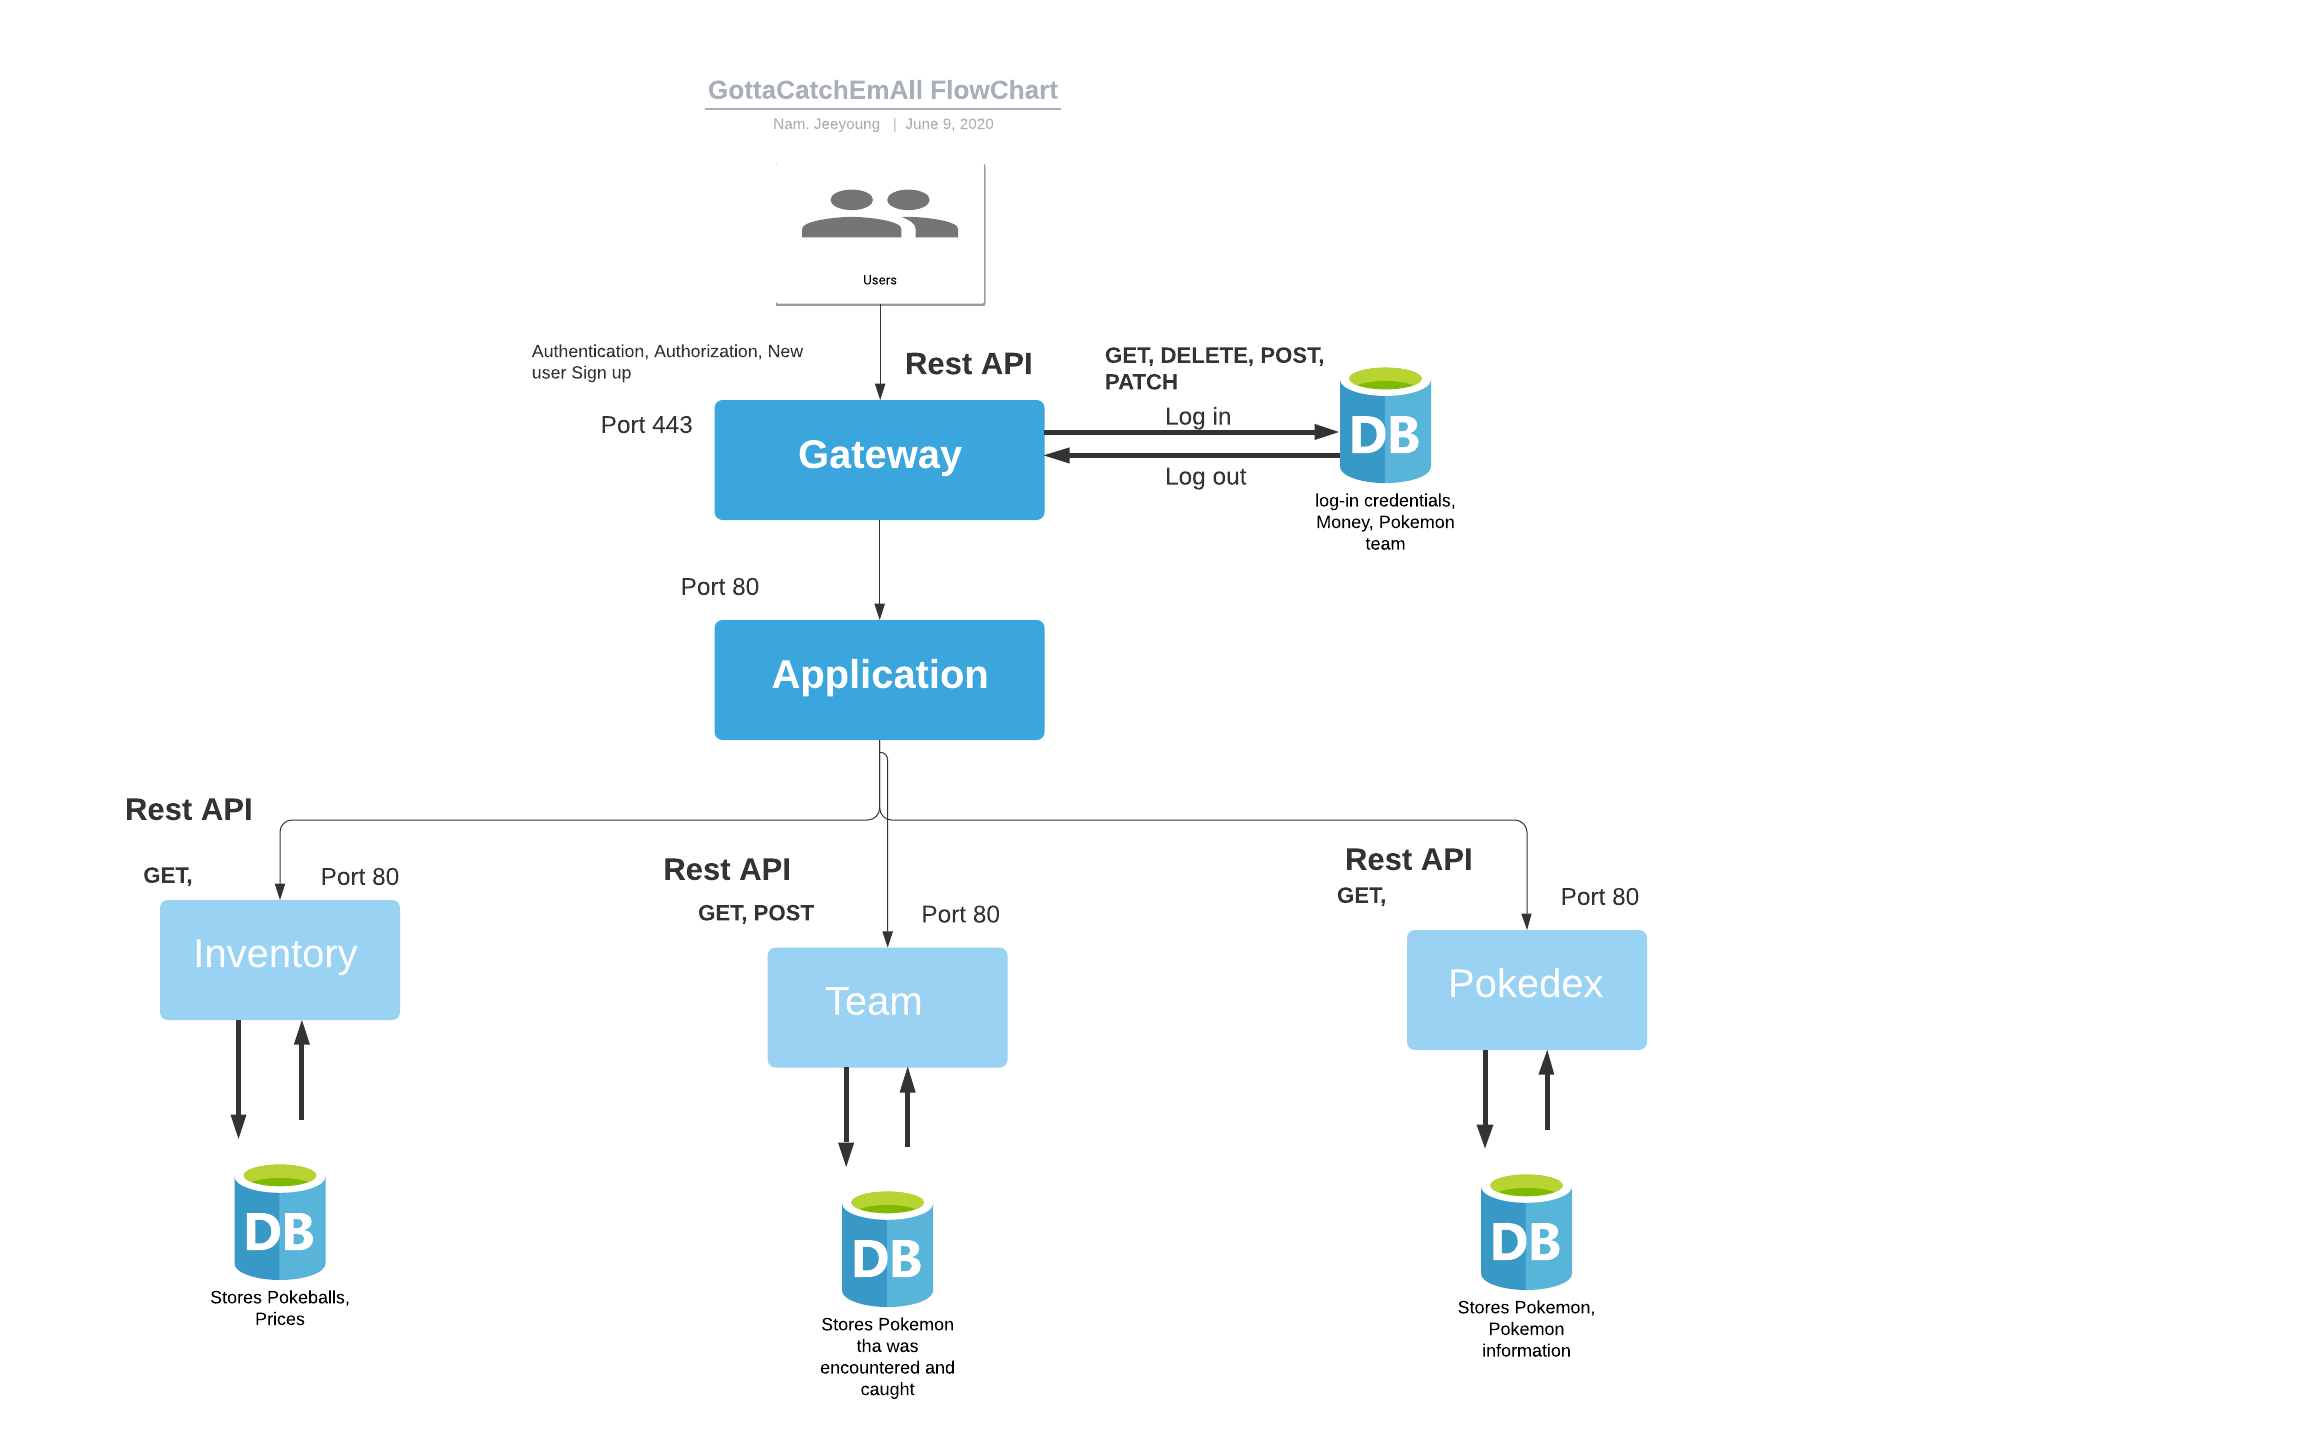 GottaCatchEmAll FlowChart
Nam. Jeeyoung | June 9, 2020
Users
Authentication, Authorization, New
user Sign up
Rest API
GET, DELETE, POST,
PATCH
Port 443
Log in
Gateway
DB
Log out
log-in credentials,
Money, Pokemon
team
Port 80
Application
Rest API
GET,
Port 80
Inventory
Rest API
GET, POST
Port 80
Team
Rest API
GET,
Port 80
Pokedex
DB
Stores Pokeballs,
Prices
DB
Stores Pokemon
tha was
encountered and
caught
DB
Stores Pokemon,
Pokemon
information